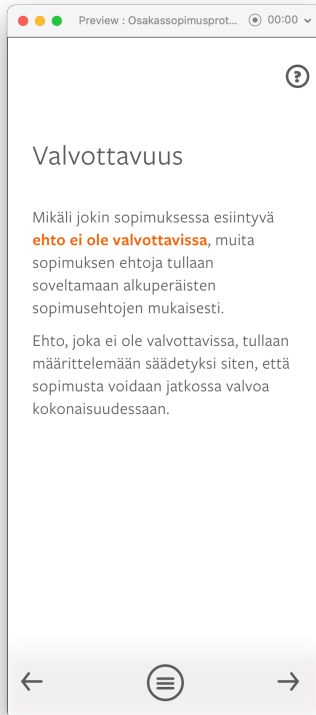 Preview : Osakassopimusprot... 00:00
?
Valvottavuus
Mikäli jokin sopimuksessa esiintyvä
ehto ei ole valvottavissa, muita
sopimuksen ehtoja tullaan
soveltamaan alkuperäisten
sopimusehtojen mukaisesti.
Ehto, joka ei ole valvottavissa, tullaan
määrittelemään säädetyksi siten, että
sopimusta voidaan jatkossa valvoa
kokonaisuudessaan.